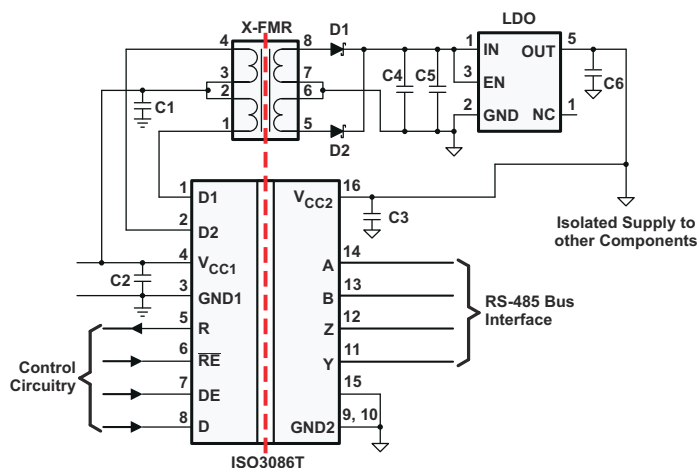 X-FMR
D1
LDO
4
8
1
IN
OUT
5
3
7
C4
C5
3
EN
C6
C1
2
6
2
GND
NC
1
1
5
D2
1
D1
16
VCC2
C3
2
D2
Isolated Supply to
other Components
4
VCC1
14
A
C2
3
GND1
13
B
RS-485 Bus
Interface
5
R
12
Z
Control
Circuitry
6
RE
11
Y
7
DE
15
8
D
9, 10
GND2
ISO3086T